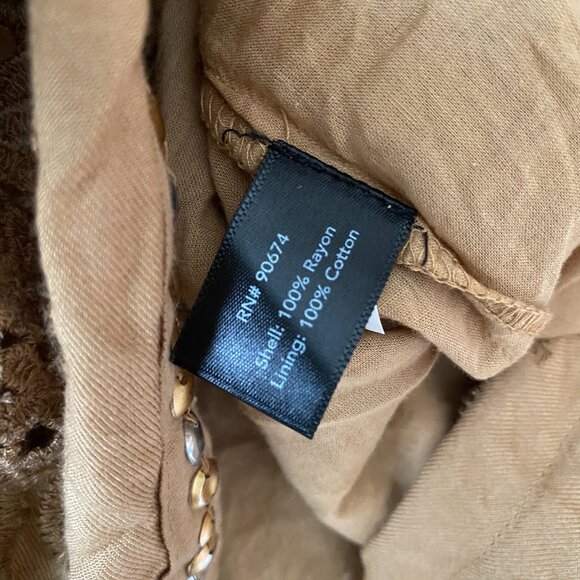 RN# 90674
Shell: 100% Rayon
Lining: 100% Cotton